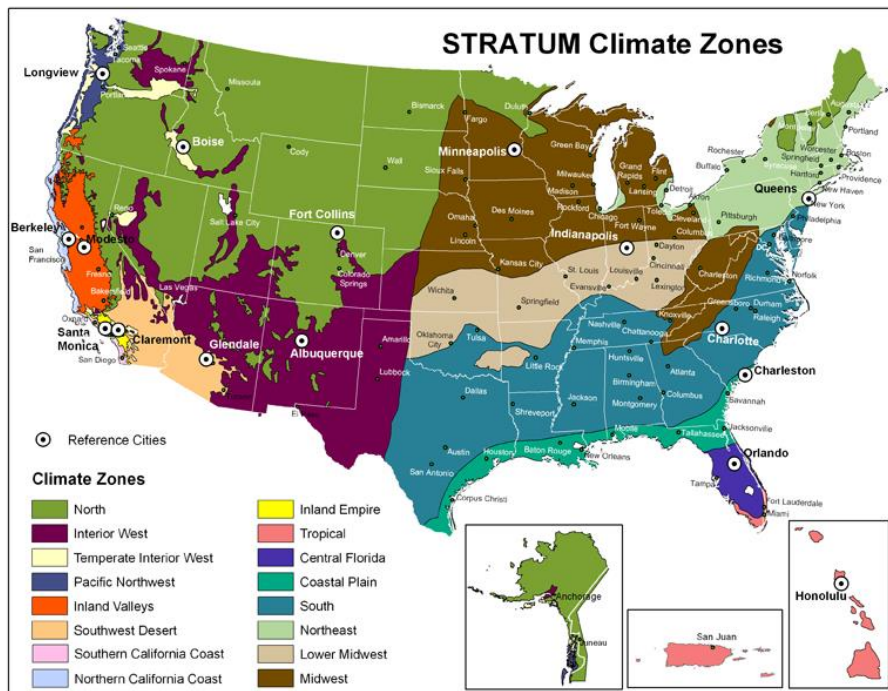 STRATUM Climate Zones
Seattle
Tacoma
Spokane
Longview
Portland
Missoula
Bismarck
Fargo
Duluth
Boise
Cody
Wall
Minneapolis
Sioux Falls
Green Bay
Milwaukee
Madison
Rockford
Chicago
Grand
Rapids
Flint
Lansing
Detroit
Toledo
Cleveland
Akron
Columbus
Fort Wayne
Augusta
Portland
Rochester
Buffalo
Syracuse
Worcester
Springfield
Boston
Hartford
Providence
New Haven
Queens
New York
Pittsburgh
Philadelphia
Baltimore
DC
Reno
Salt Lake City
Fort Collins
Denver
Colorado
Springs
Omaha
Lincoln
Des Moines
Indianapolis
Dayton
Cincinnati
Kansas City
St. Louis
Louisville
Evansville
Lexington
Charleston
Richmond
Norfolk
Berkeley
San
Francisco
Modesto
Fresno
Bakersfield
Las Vegas
Wichita
Springfield
Greensboro
Durham
Raleigh
Knoxville
Nashville
Chattanooga
Charlotte
Oxnard
Santa
Monica
Claremont
San Diego
Glendale
Albuquerque
Amarillo
Lubbock
Oklahoma
City
Tulsa
Memphis
Huntsville
Little Rock
Atlanta
Birmingham
Columbus
Montgomery
Charleston
Savannah
Tucson
El Paso
Dallas
Shreveport
Jackson
Austin
San Antonio
Houston
Baton Rouge
New Orleans
Mobile
Tallahassee
Jacksonville
Corpus Christi
Orlando
Tampa
Fort Lauderdale
Miami
Reference Cities
Climate Zones
North
Interior West
Temperate Interior West
Pacific Northwest
Inland Valleys
Southwest Desert
Southern California Coast
Northern California Coast
Inland Empire
Tropical
Central Florida
Coastal Plain
South
Northeast
Lower Midwest
Midwest
Anchorage
Juneau
San Juan
Honolulu